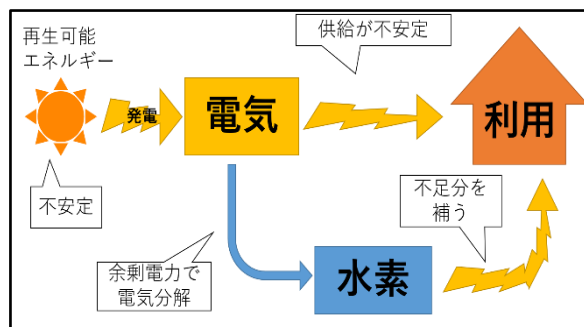 再生可能
エネルギー
発電
電気
供給が不安定
利用
不安定
不足分を
補う
余剰電力で
電気分解
水素